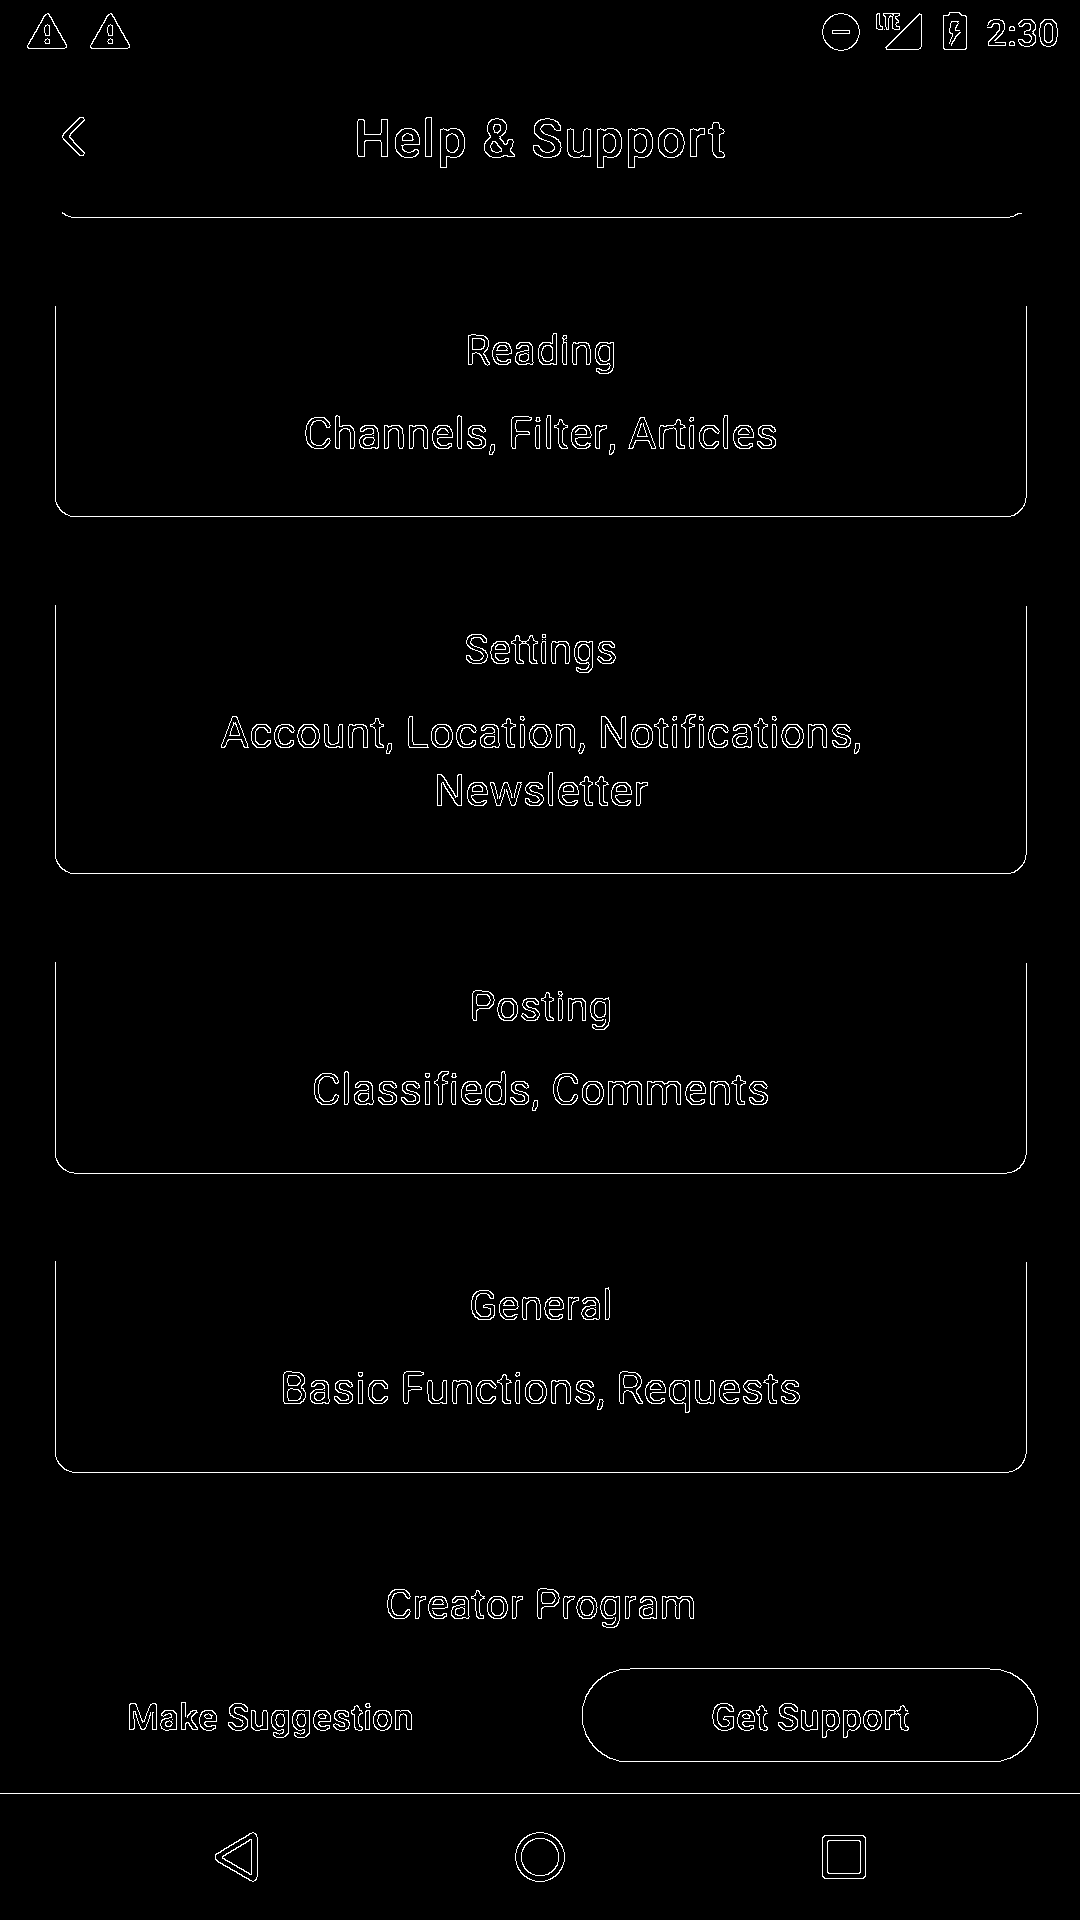 LTE 2:30
Help & Support
Reading
Channels, Filter, Articles
Settings
Account, Location, Notifications,
Newsletter
Posting
Classifieds, Comments
General
Basic Functions, Requests
Creator Program
Make Suggestion
Get Support